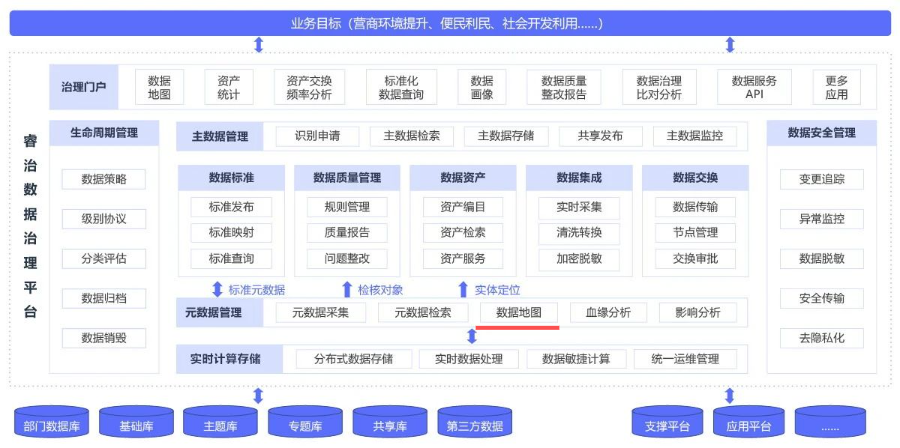 业务目标（营商环境提升、便民利民、社会开发利用......）
治理门户
数据
地图
资产
统计
资产交换
频率分析
标准化
数据查询
数据
画像
数据质量
整改报告
数据治理
比对分析
数据服务
API
更多
应用
睿治数据治理平台
生命周期管理
数据策略
级别协议
分类评估
数据归档
数据销毁
主数据管理
识别申请
主数据检索
主数据存储
共享发布
主数据监控
数据标准
标准发布
标准映射
标准查询
数据质量管理
规则管理
质量报告
问题整改
数据资产
资产编目
资产检索
资产服务
数据集成
实时采集
清洗转换
加密脱敏
数据交换
数据传输
节点管理
交换审批
标准元数据
检核对象
实体定位
元数据管理
元数据采集
元数据检索
数据地图
血缘分析
影响分析
实时计算存储
分布式数据存储
实时数据处理
数据敏捷计算
统一运维管理
数据安全管理
变更追踪
异常监控
数据脱敏
安全传输
去隐私化
部门数据库
基础库
主题库
专题库
共享库
第三方数据
支撑平台
应用平台
......